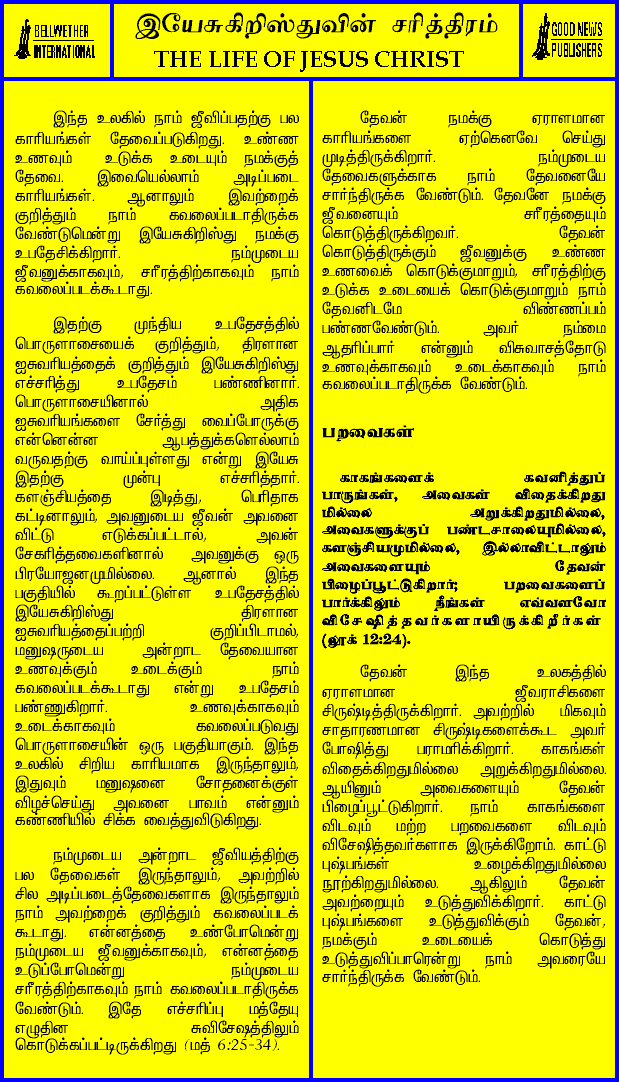 BELLWETHER
INTERNATIONAL
இயேசுகிறிஸ்துவின் சரித்திரம்
THE LIFE OF JESUS CHRIST
GOOD NEWS
PUBLISHERS
இந்த உலகில் நாம் ஜீவிப்பதற்கு பல
காரியங்கள் தேவைப்படுகிறது. உண்ண
உணவும் உடுக்க உடையும் நமக்குத்
தேவை. இவையெல்லாம் அடிப்படை
காரியங்கள். ஆனாலும் இவற்றைக்
குறித்தும் நாம் கவலைப்படாதிருக்க
வேண்டுமென்று இயேசுகிறிஸ்து நமக்கு
உபதேசிக்கிறார். நம்முடைய
ஜீவனுக்காகவும், சரீரத்திற்காகவும் நாம்
கவலைப்படக்கூடாது.
இதற்கு முந்திய உபதேசத்தில்
பொருளாசையைக் குறித்தும், திரளான
ஐசுவரியத்தைக் குறித்தும் இயேசுகிறிஸ்து
எச்சரித்து உபதேசம் பண்ணினார்.
பொருளாசையினால் அதிக
ஐசுவரியங்களை சேர்த்து வைப்போருக்கு
என்னென்ன ஆபத்துக்களெல்லாம்
வருவதற்கு வாய்ப்புள்ளது என்று இயேசு
இதற்கு முன்பு எச்சரித்தார்.
களஞ்சியத்தை இடித்து, பெரிதாக
கட்டினாலும், அவனுடைய ஜீவன் அவனை
விட்டு எடுக்கப்பட்டால், அவன்
சேகரித்தவைகளினால் அவனுக்கு ஒரு
பிரயோஜனமுமில்லை. ஆனால் இந்த
பகுதியில் கூறப்பட்டுள்ள உபதேசத்தில்
இயேசுகிறிஸ்து திரளான
ஐசுவரியத்தைப்பற்றி குறிப்பிடாமல்,
மனுஷருடைய அன்றாட தேவையான
உணவுக்கும் உடைக்கும் நாம்
கவலைப்படக்கூடாது என்று உபதேசம்
பண்ணுகிறார். உணவுக்காகவும்
உடைக்காகவும் கவலைப்படுவது
பொருளாசையின் ஒரு பகுதியாகும். இந்த
உலகில் சிறிய காரியமாக இருந்தாலும்,
இதுவும் மனுஷனை சோதனைக்குள்
விழச்செய்து அவனை பாவம் என்னும்
கண்ணியில் சிக்க வைத்துவிடுகிறது.
நம்முடைய அன்றாட ஜீவியத்திற்கு
பல தேவைகள் இருந்தாலும், அவற்றில்
சில அடிப்படைத்தேவைகளாக இருந்தாலும்
நாம் அவற்றைக் குறித்தும் கவலைப்படக்
கூடாது. என்னத்தை உண்போமென்று
நம்முடைய ஜீவனுக்காகவும், என்னத்தை
உடுப்போமென்று நம்முடைய
சரீரத்திற்காகவும் நாம் கவலைப்படாதிருக்க
வேண்டும். இதே எச்சரிப்பு மத்தேயு
எழுதின சுவிசேஷத்திலும்
கொடுக்கப்பட்டிருக்கிறது (மத் 6:25-34).
தேவன் நமக்கு ஏராளமான
காரியங்களை ஏற்கெனவே செய்து
முடித்திருக்கிறார். நம்முடைய
தேவைகளுக்காக நாம் தேவனையே
சார்ந்திருக்க வேண்டும். தேவனே நமக்கு
ஜீவனையும் சரீரத்தையும்
கொடுத்திருக்கிறவர். தேவன்
கொடுத்திருக்கும் ஜீவனுக்கு உண்ண
உணவைக் கொடுக்குமாறும், சரீரத்திற்கு
உடுக்க உடையைக் கொடுக்குமாறும் நாம்
தேவனிடமே விண்ணப்பம்
பண்ணவேண்டும். அவர் நம்மை
ஆதரிப்பார் என்னும் விசுவாசத்தோடு
உணவுக்காகவும் உடைக்காகவும் நாம்
கவலைப்படாதிருக்க வேண்டும்.
பறவைகள்
காகங்களைக் கவனித்துப்
பாருங்கள், அவைகள் விதைக்கிறது
மில்லை அறுக்கிறதுமில்லை,
அவைகளுக்குப் பண்டசாலையுமில்லை,
களஞ்சியமுமில்லை, இல்லாவிட்டாலும்
அவைகளையும் தேவன்
பிழைப்பூட்டுகிறார்; பறவைகளைப்
பார்க்கிலும் நீங்கள் எவ்வளவோ
விசேஷித்தவர்களாயிருக்கிறீர்கள்
(லூக் 12:24).
தேவன் இந்த உலகத்தில்
ஏராளமான ஜீவராசிகளை
சிருஷ்டித்திருக்கிறார். அவற்றில் மிகவும்
சாதாரணமான சிருஷ்டிகளைக்கூட அவர்
போஷித்து பராமரிக்கிறார். காகங்கள்
விதைக்கிறதுமில்லை அறுக்கிறதுமில்லை.
ஆயினும் அவைகளையும் தேவன்
பிழைப்பூட்டுகிறார். நாம் காகங்களை
விடவும் மற்ற பறவைகளை விடவும்
விசேஷித்தவர்களாக இருக்கிறோம். காட்டு
புஷ்பங்கள் உழைக்கிறதுமில்லை
நூற்கிறதுமில்லை. ஆகிலும் தேவன்
அவற்றையும் உடுத்துவிக்கிறார். காட்டு
புஷ்பங்களை உடுத்துவிக்கும் தேவன்,
நமக்கும் உடையைக் கொடுத்து
உடுத்துவிப்பாரென்று நாம் அவரையே
சார்ந்திருக்க வேண்டும்.